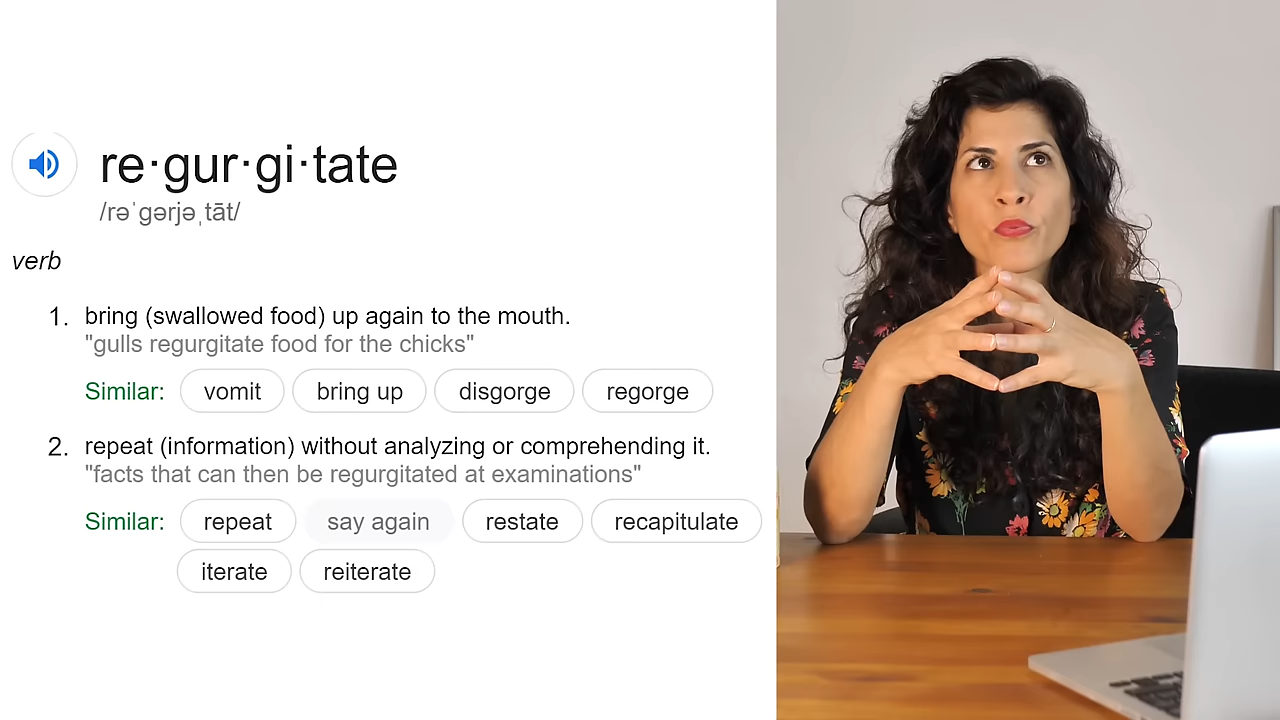 re·gur·gi·tate
/rəˈɡərjəˌtāt/
verb
1. bring (swallowed food) up again to the mouth.
"gulls regurgitate food for the chicks"
Similar: vomit bring up disgorge regorge
2. repeat (information) without analyzing or comprehending it.
"facts that can then be regurgitated at examinations"
Similar: repeat say again restate recapitulate
iterate reiterate